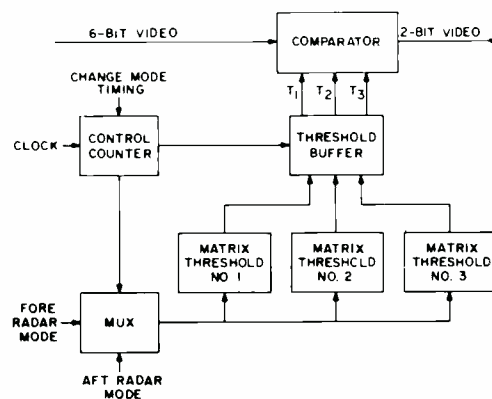 6-BIT VIDEO
COMPARATOR
2-BIT VIDEO
CHANGE MODE
TIMING
T1
T2
T3
CLOCK
CONTROL
COUNTER
THRESHOLD
BUFFER
MATRIX
THRESHOLD
NO. 1
MATRIX
THRESHCLD
NO. 2
MATRIX
THRESHOLD
NO. 3
FORE
RADAR
MODE
MUX
AFT RADAR
MODE